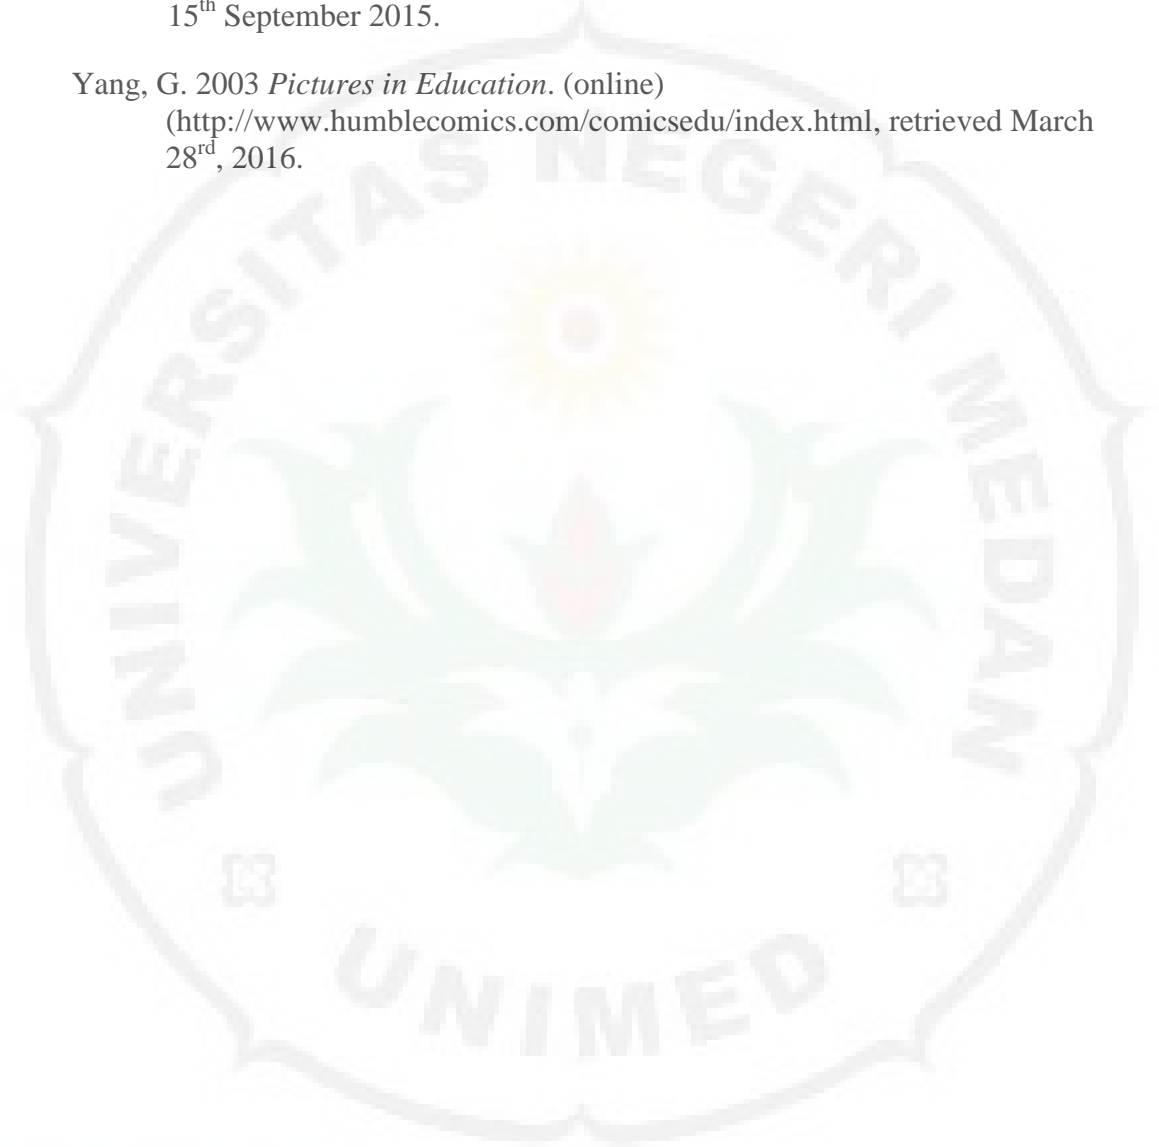 15th September 2015.
Yang, G. 2003 Pictures in Education. (online)
(http://www.humblecomics.com/comicsedu/index.html, retrieved March
28rd, 2016.
UNIVERSITAS NEGERI MEDAN
UNIMED